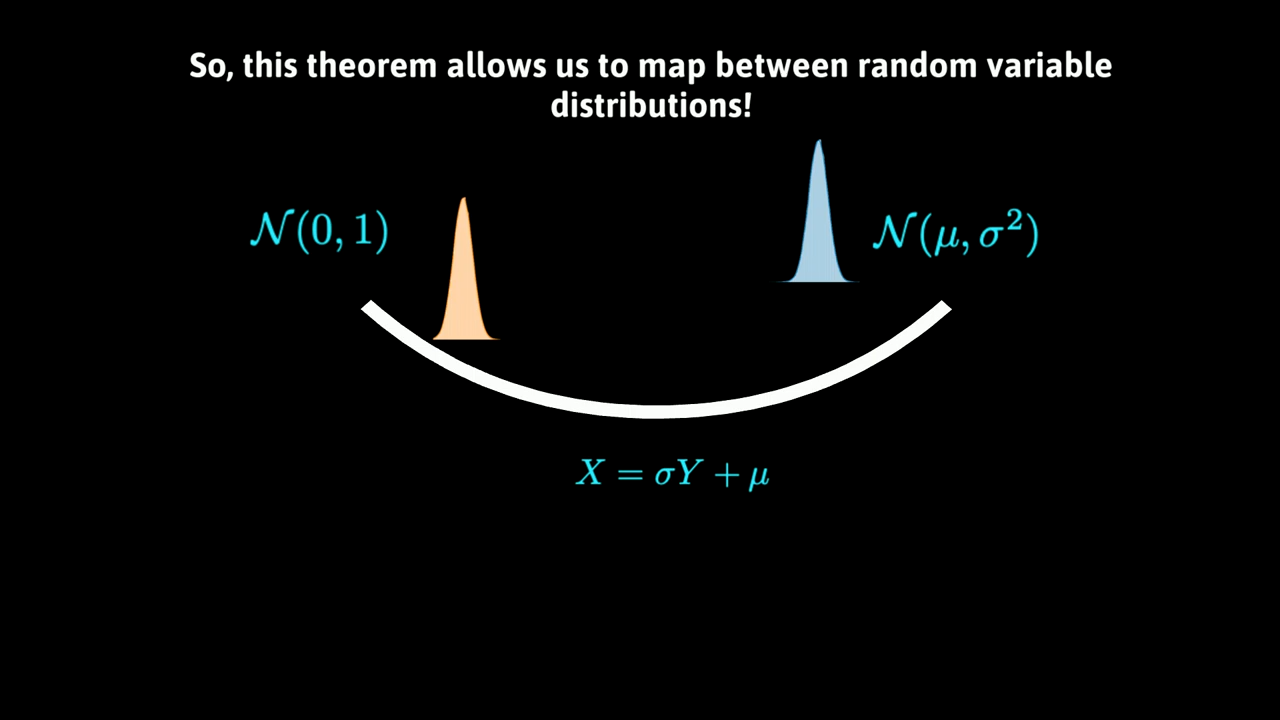 So, this theorem allows us to map between random variable
distributions!
𝒩(0, 1)
𝒩(μ, σ²)
X = σY + μ